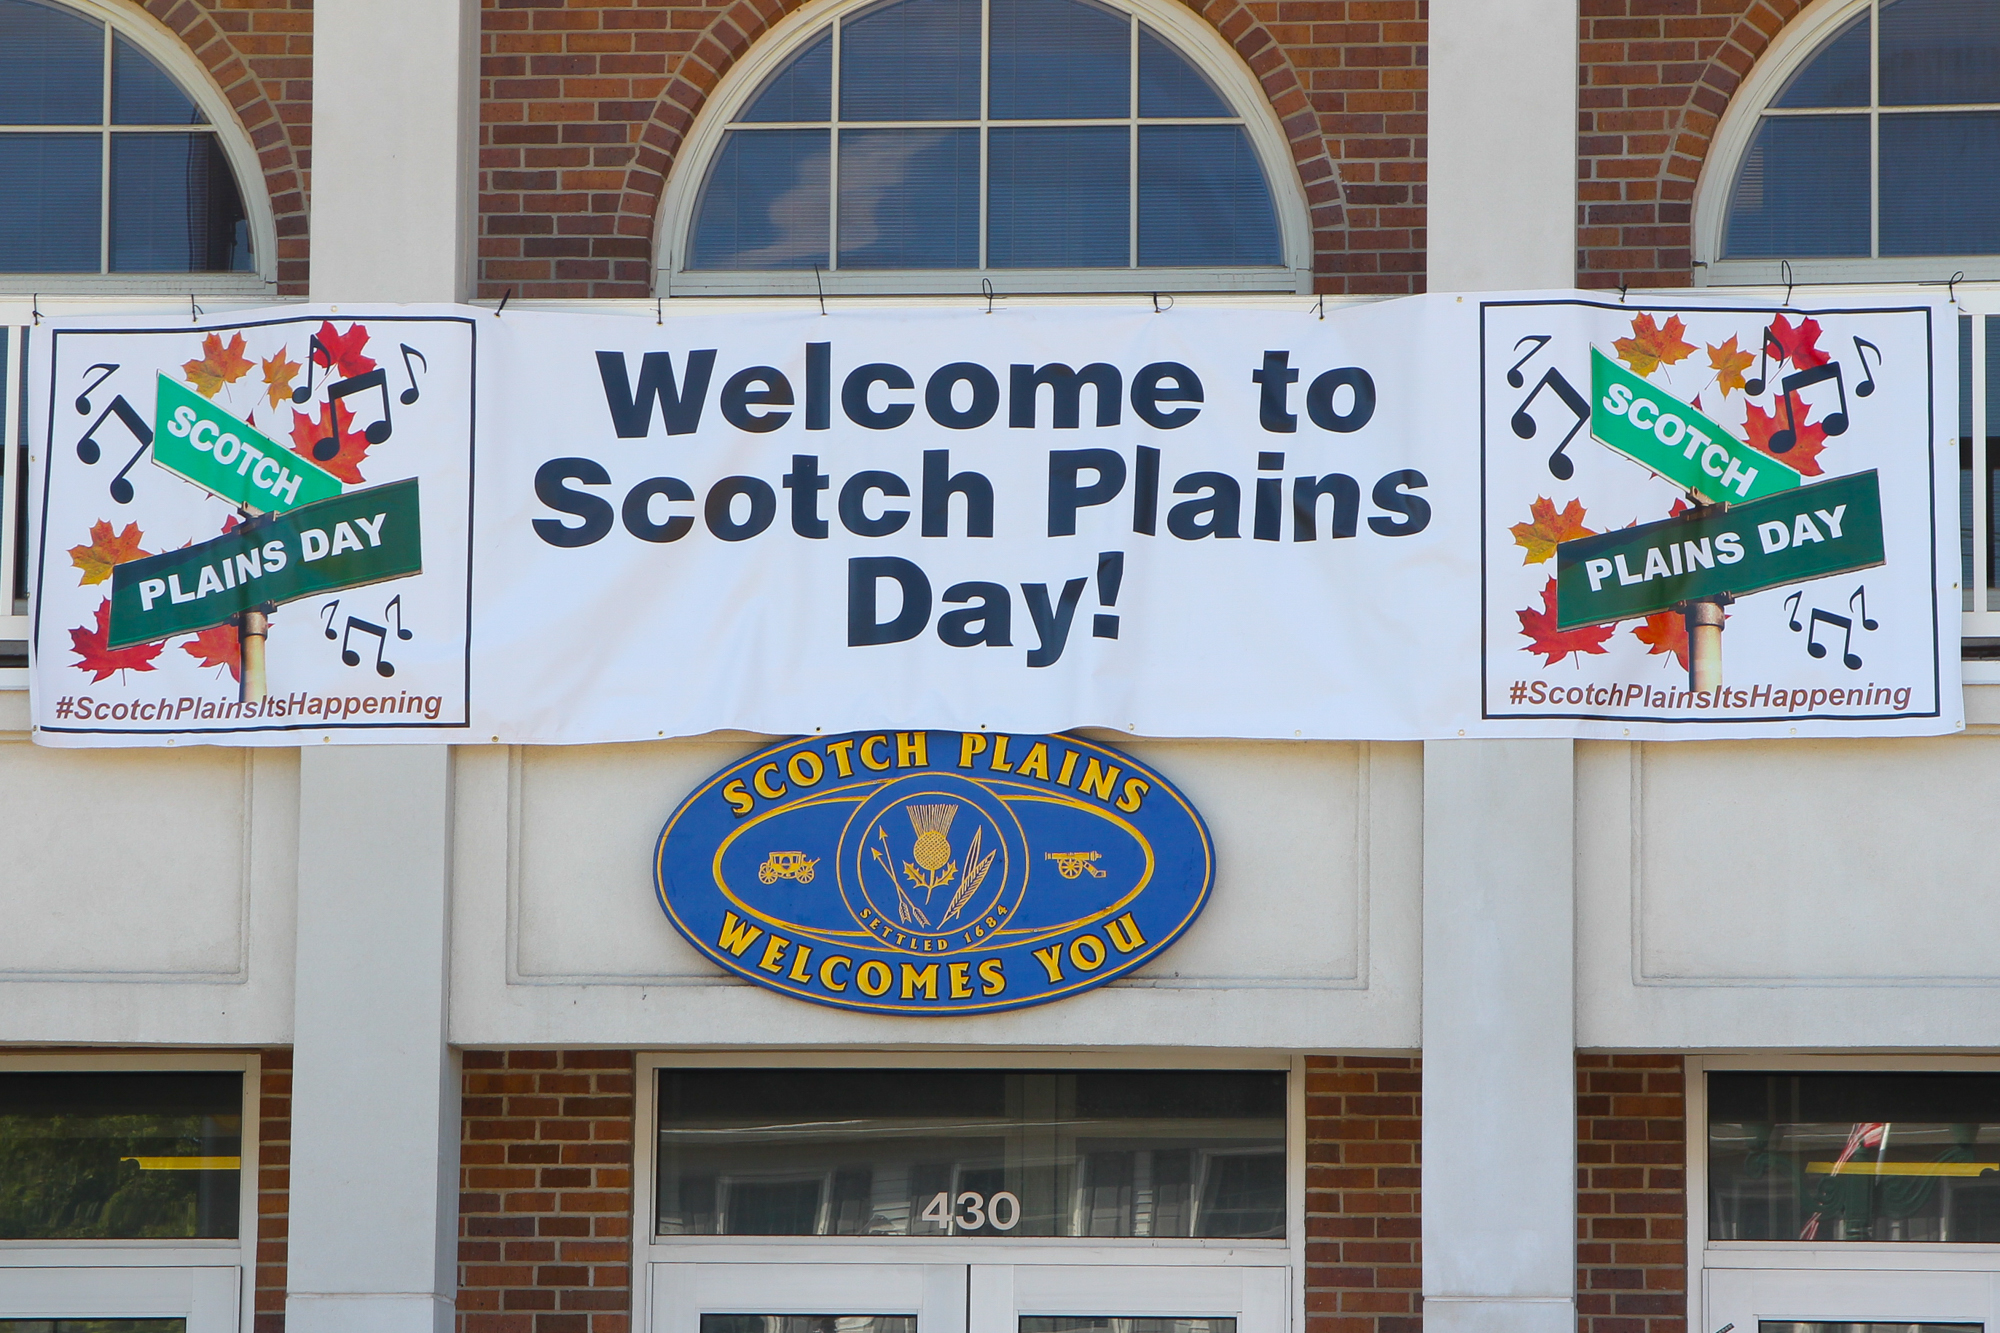 SCOTCH
PLAINS DAY
#ScotchPlainsItsHappening
Welcome to
Scotch Plains
Day!
SCOTCH
PLAINS DAY
#ScotchPlainsItsHappening
SCOTCH PLAINS
SETTLED 1684
WELCOMES YOU
430